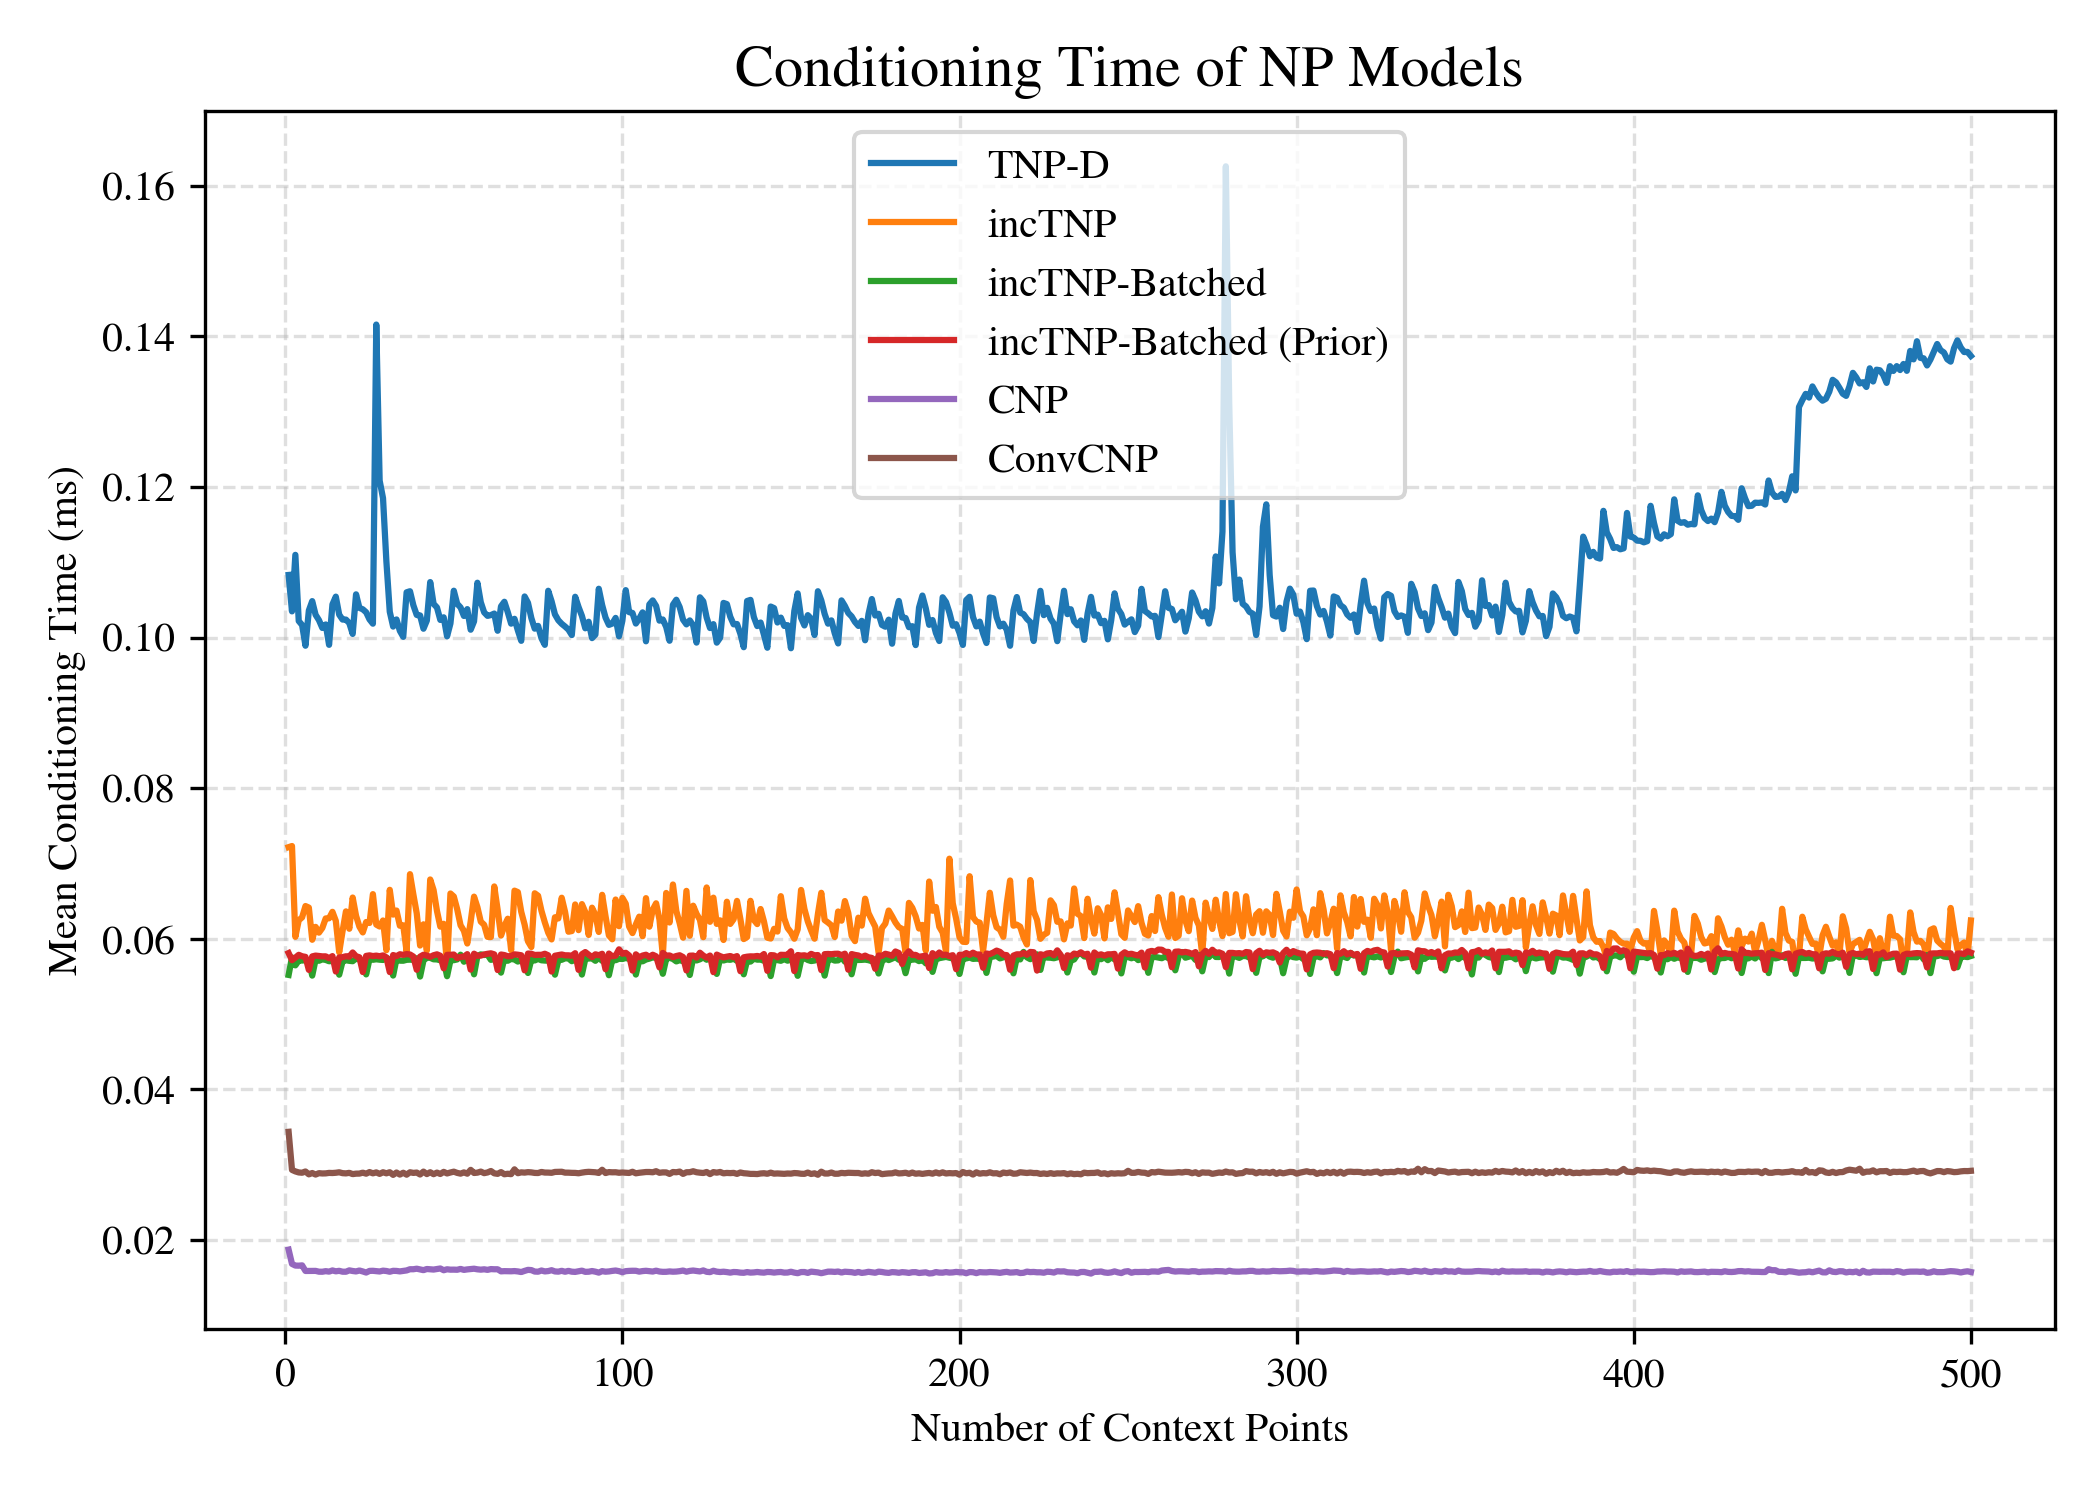 Conditioning Time of NP Models
TNP-D
incTNP
incTNP-Batched
incTNP-Batched (Prior)
CNP
ConvCNP
Mean Conditioning Time (ms)
0.16
0.14
0.12
0.10
0.08
0.06
0.04
0.02
0 100 200 300 400 500
Number of Context Points